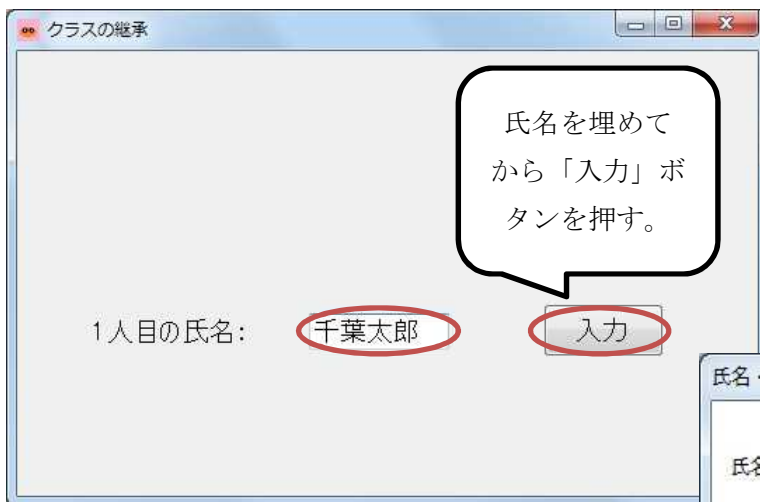 クラスの継承
氏名を埋めて
から「入力」ボ
タンを押す。
1人目の氏名:
千葉太郎
入力
氏名・
氏名